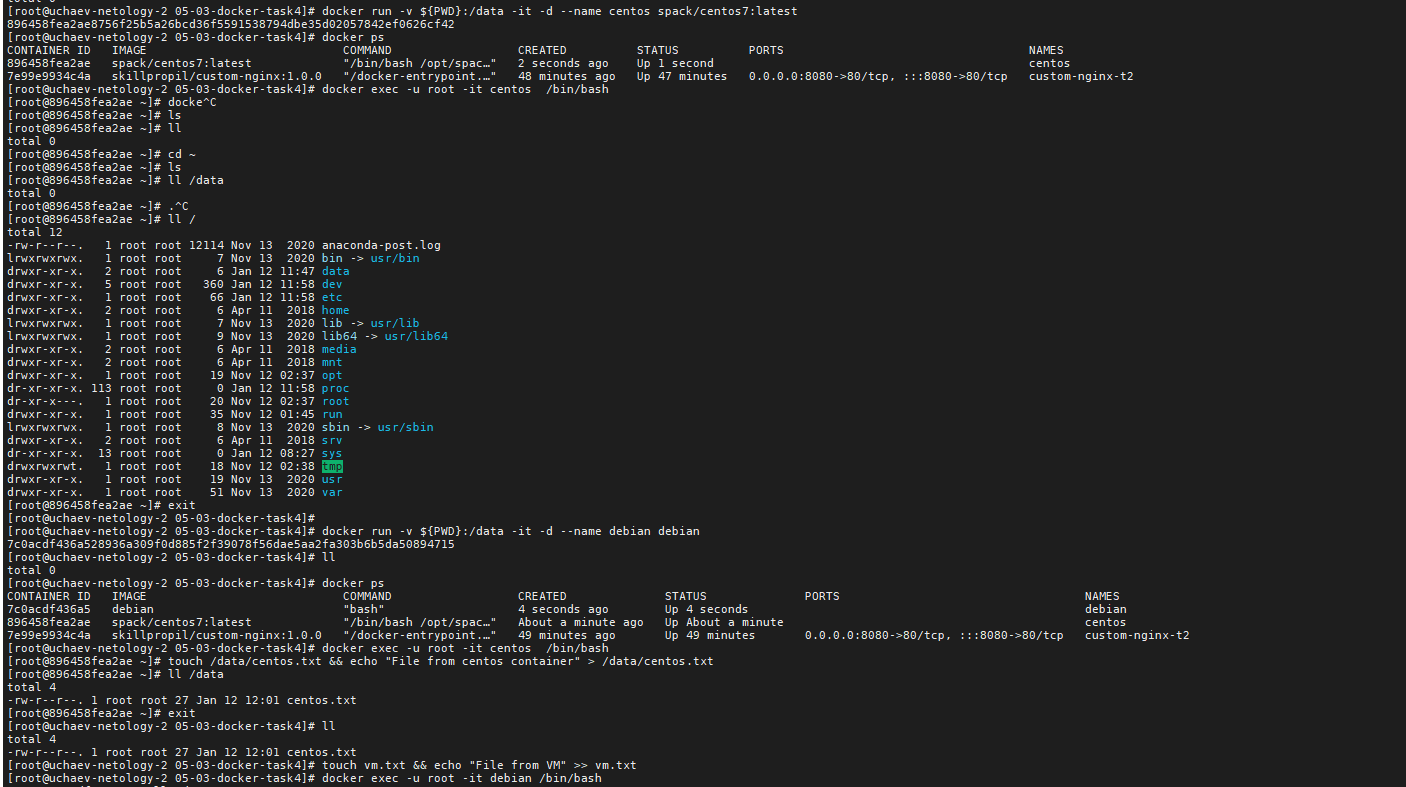 [root@uchaev-netology-2 05-03-docker-task4]# docker run -v ${PWD}:/data -it -d --name centos spack/centos7:latest
896458fea2ae8756f25b5a26bcd36f5591538794dbe35d02057842ef0626cf42
[root@uchaev-netology-2 05-03-docker-task4]# docker ps
CONTAINER ID   IMAGE                            COMMAND                  CREATED          STATUS          PORTS                                   NAMES
896458fea2ae   spack/centos7:latest             "/bin/bash /opt/spac…"   2 seconds ago    Up 1 second                                             centos
7e99e9934c4a   skillpropil/custom-nginx:1.0.0   "/docker-entrypoint.…"   48 minutes ago   Up 47 minutes   0.0.0.0:8080->80/tcp, :::8080->80/tcp   custom-nginx-t2
[root@uchaev-netology-2 05-03-docker-task4]# docker exec -u root -it centos  /bin/bash
[root@896458fea2ae ~]# docke^C
[root@896458fea2ae ~]# ls
[root@896458fea2ae ~]# ll
total 0
[root@896458fea2ae ~]# cd ~
[root@896458fea2ae ~]# ls
[root@896458fea2ae ~]# ll /data
total 0
[root@896458fea2ae ~]# .^C
[root@896458fea2ae ~]# ll /
total 12
-rw-r--r--.   1 root root 12114 Nov 13  2020 anaconda-post.log
lrwxrwxrwx.   1 root root     7 Nov 13  2020 bin -> usr/bin
drwxr-xr-x.   2 root root     6 Jan 12 11:47 data
drwxr-xr-x.   5 root root   360 Jan 12 11:58 dev
drwxr-xr-x.   1 root root    66 Jan 12 11:58 etc
drwxr-xr-x.   2 root root     6 Apr 11  2018 home
lrwxrwxrwx.   1 root root     7 Nov 13  2020 lib -> usr/lib
lrwxrwxrwx.   1 root root     9 Nov 13  2020 lib64 -> usr/lib64
drwxr-xr-x.   2 root root     6 Apr 11  2018 media
drwxr-xr-x.   2 root root     6 Apr 11  2018 mnt
drwxr-xr-x.   1 root root    19 Nov 12 02:37 opt
dr-xr-xr-x. 113 root root     0 Jan 12 11:58 proc
dr-xr-x---.   1 root root    20 Nov 12 02:37 root
drwxr-xr-x.   1 root root    35 Nov 12 01:45 run
lrwxrwxrwx.   1 root root     8 Nov 13  2020 sbin -> usr/sbin
drwxr-xr-x.   2 root root     6 Apr 11  2018 srv
dr-xr-xr-x.  13 root root     0 Jan 12 08:27 sys
drwxrwxrwt.   1 root root    18 Nov 12 02:38 tmp
drwxr-xr-x.   1 root root    19 Nov 13  2020 usr
drwxr-xr-x.   1 root root    51 Nov 13  2020 var
[root@896458fea2ae ~]# exit
[root@uchaev-netology-2 05-03-docker-task4]#
[root@uchaev-netology-2 05-03-docker-task4]# docker run -v ${PWD}:/data -it -d --name debian debian
7c0acdf436a528936a309f0d885f2f39078f56dae5aa2fa303b6b5da50894715
[root@uchaev-netology-2 05-03-docker-task4]# ll
total 0
[root@uchaev-netology-2 05-03-docker-task4]# docker ps
CONTAINER ID   IMAGE                            COMMAND                  CREATED              STATUS              PORTS                                   NAMES
7c0acdf436a5   debian                           "bash"                   4 seconds ago        Up 4 seconds                                                debian
896458fea2ae   spack/centos7:latest             "/bin/bash /opt/spac…"   About a minute ago   Up About a minute                                           centos
7e99e9934c4a   skillpropil/custom-nginx:1.0.0   "/docker-entrypoint.…"   49 minutes ago       Up 49 minutes       0.0.0.0:8080->80/tcp, :::8080->80/tcp   custom-nginx-t2
[root@uchaev-netology-2 05-03-docker-task4]# docker exec -u root -it centos  /bin/bash
[root@896458fea2ae ~]# touch /data/centos.txt && echo "File from centos container" > /data/centos.txt
[root@896458fea2ae ~]# ll /data
total 4
-rw-r--r--. 1 root root 27 Jan 12 12:01 centos.txt
[root@896458fea2ae ~]# exit
[root@uchaev-netology-2 05-03-docker-task4]# ll
total 4
-rw-r--r--. 1 root root 27 Jan 12 12:01 centos.txt
[root@uchaev-netology-2 05-03-docker-task4]# touch vm.txt && echo "File from VM" >> vm.txt
[root@uchaev-netology-2 05-03-docker-task4]# docker exec -u root -it debian /bin/bash